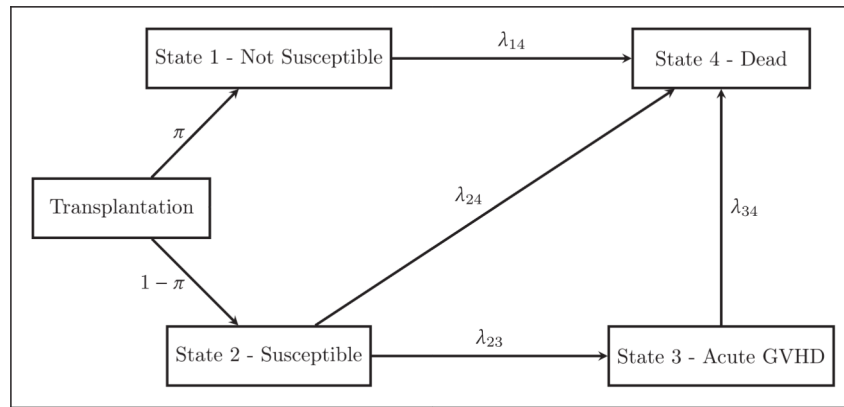 State 1 - Not Susceptible
λ₁₄
State 4 - Dead
π
Transplantation
λ₂₄
λ₃₄
1 − π
State 2 - Susceptible
λ₂₃
State 3 - Acute GVHD